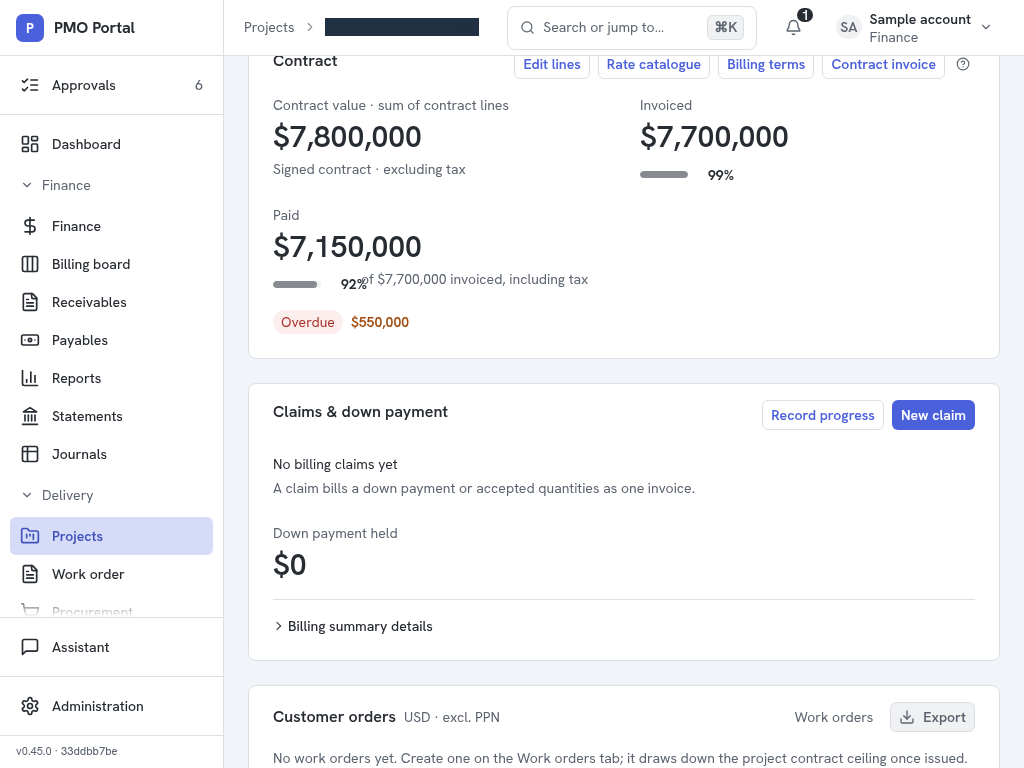 P PMO Portal
Projects
Search or jump to...
⌘K
1
SA
Sample account
Finance
Approvals 6
Dashboard
Finance
Finance
Billing board
Receivables
Payables
Reports
Statements
Journals
Delivery
Projects
Work order
Procurement
Assistant
Administration
v0.45.0 · 33ddbb7be
Contract
Edit lines
Rate catalogue
Billing terms
Contract invoice
Contract value · sum of contract lines
$7,800,000
Signed contract · excluding tax
Invoiced
$7,700,000
99%
Paid
$7,150,000
92%
of $7,700,000 invoiced, including tax
Overdue $550,000
Claims & down payment
Record progress
New claim
No billing claims yet
A claim bills a down payment or accepted quantities as one invoice.
Down payment held
$0
Billing summary details
Customer orders USD · excl. PPN
Work orders
Export
No work orders yet. Create one on the Work orders tab; it draws down the project contract ceiling once issued.